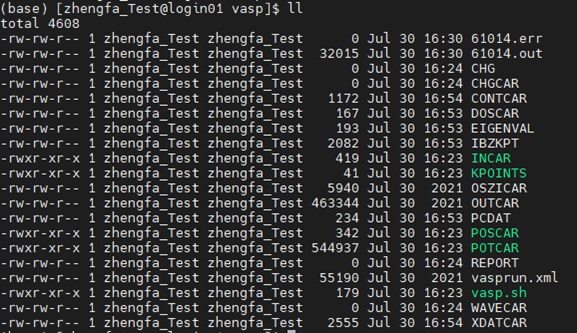 (base) [zhengfa_Test@login01 vasp]$ ll
total 4608
-rw-rw-r-- 1 zhengfa_Test zhengfa_Test 0 Jul 30 16:30 61014.err
-rw-rw-r-- 1 zhengfa_Test zhengfa_Test 32015 Jul 30 16:30 61014.out
-rw-rw-r-- 1 zhengfa_Test zhengfa_Test 0 Jul 30 16:24 CHG
-rw-rw-r-- 1 zhengfa_Test zhengfa_Test 0 Jul 30 16:24 CHGCAR
-rw-rw-r-- 1 zhengfa_Test zhengfa_Test 1172 Jul 30 16:54 CONTCAR
-rw-rw-r-- 1 zhengfa_Test zhengfa_Test 167 Jul 30 16:53 DOSCAR
-rw-rw-r-- 1 zhengfa_Test zhengfa_Test 193 Jul 30 16:53 EIGENVAL
-rw-rw-r-- 1 zhengfa_Test zhengfa_Test 2082 Jul 30 16:24 IBZKPT
-rwxr-xr-x 1 zhengfa_Test zhengfa_Test 419 Jul 30 16:23 INCAR
-rwxr-xr-x 1 zhengfa_Test zhengfa_Test 41 Jul 30 16:23 KPOINTS
-rw-rw-r-- 1 zhengfa_Test zhengfa_Test 5940 Jul 30 2021 OSZICAR
-rw-rw-r-- 1 zhengfa_Test zhengfa_Test 463344 Jul 30 2021 OUTCAR
-rw-rw-r-- 1 zhengfa_Test zhengfa_Test 234 Jul 30 16:53 PCDAT
-rwxr-xr-x 1 zhengfa_Test zhengfa_Test 342 Jul 30 16:23 POSCAR
-rwxr-xr-x 1 zhengfa_Test zhengfa_Test 544937 Jul 30 16:23 POTCAR
-rw-rw-r-- 1 zhengfa_Test zhengfa_Test 0 Jul 30 16:24 REPORT
-rw-rw-r-- 1 zhengfa_Test zhengfa_Test 55190 Jul 30 2021 vasprun.xml
-rwxr-xr-x 1 zhengfa_Test zhengfa_Test 179 Jul 30 16:23 vasp.sh
-rw-rw-r-- 1 zhengfa_Test zhengfa_Test 0 Jul 30 16:24 WAVECAR
-rw-rw-r-- 1 zhengfa_Test zhengfa_Test 2555 Jul 30 16:54 XDATCAR